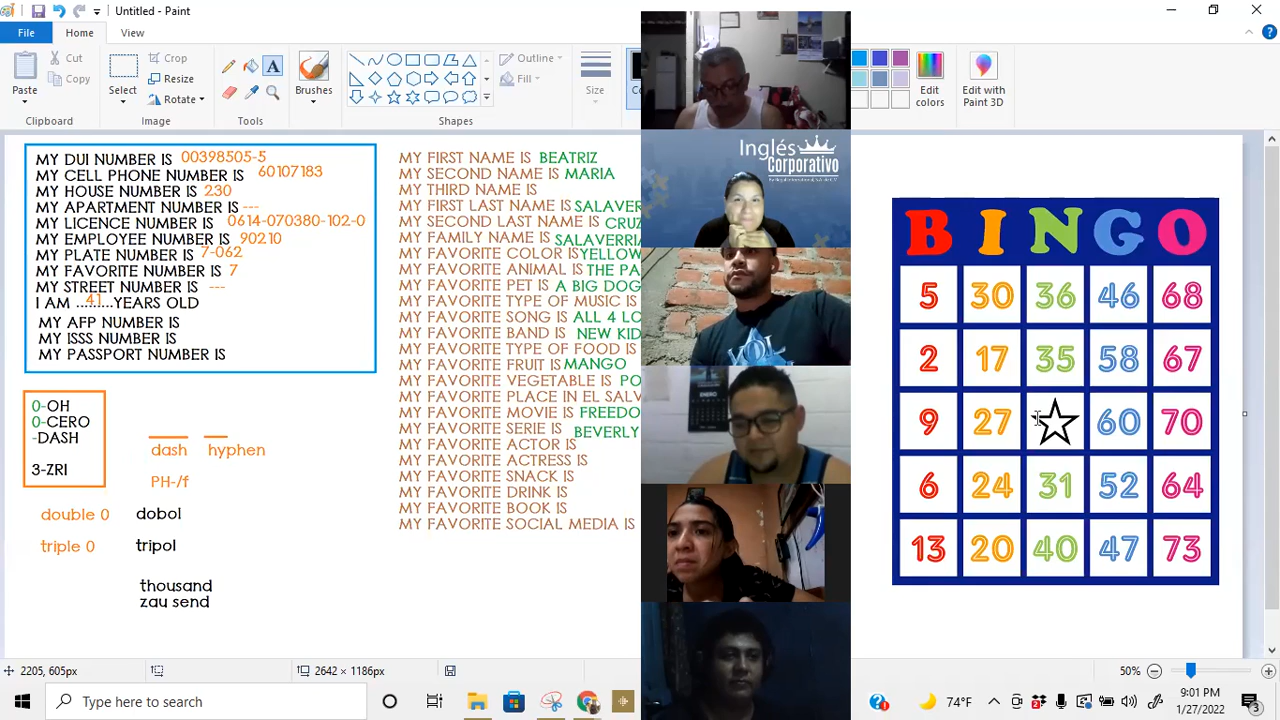 Untitled - Paint
File
Home
View
Paste
Cut
Copy
Clipboard
Select
Crop
Resize
Rotate
Image
Tools
Brushes
Shapes
Outline
Fill
Size
Edit colors
Edit with Paint 3D
MY DUI NUMBER IS 00398505-5
MY CELL PHONE NUMBER IS 60107183
MY HOUSE NUMBER IS 230
MY APARTMENT NUMBER IS ---
MY LICENCE NUMBER IS 0614-070380-102-0
MY EMPLOYEE NUMBER IS 90210
MY PLATE NUMBER IS 7-062
MY FAVORITE NUMBER IS 7
MY STREET NUMBER IS ---
I AM ...41...YEARS OLD
MY AFP NUMBER IS
MY ISSS NUMBER IS
MY PASSPORT NUMBER IS
0-OH
0-CERO
-DASH
3-ZRI
dash
hyphen
PH-/f
double 0 dobol
triple 0 tripol
thousand
zau send
MY FIRST NAME IS BEATRIZ
MY SECOND NAME IS MARIA
MY THIRD NAME IS
MY FIRST LAST NAME IS SALAVER
MY SECOND LAST NAME IS CRUZ
MY FAMILY NAME IS SALAVERRIA
MY FAVORITE COLOR IS YELLOW
MY FAVORITE ANIMAL IS THE PA
MY FAVORITE PET IS A BIG DOG
MY FAVORITE TYPE OF MUSIC IS
MY FAVORITE SONG IS ALL 4 LO
MY FAVORITE BAND IS NEW KID
MY FAVORITE TYPE OF FOOD IS
MY FAVORITE FRUIT IS MANGO
MY FAVORITE VEGETABLE IS PO
MY FAVORITE PLACE IN EL SALV
MY FAVORITE MOVIE IS FREEDO
MY FAVORITE SERIE IS BEVERLY
MY FAVORITE ACTOR IS
MY FAVORITE ACTRESS IS
MY FAVORITE SNACK IS
MY FAVORITE DRINK IS
MY FAVORITE BOOK IS
MY FAVORITE SOCIAL MEDIA IS
Inglés
Corporativo
ENERO
BINGO
5 30 36 46 68
2 17 35 58 67
9 27 60 70
6 24 31 52 64
13 20 40 47 73
2205, 605px
2642 × 1186px
50%
Type here to search
74°F
9:01 PM
1/27/2022